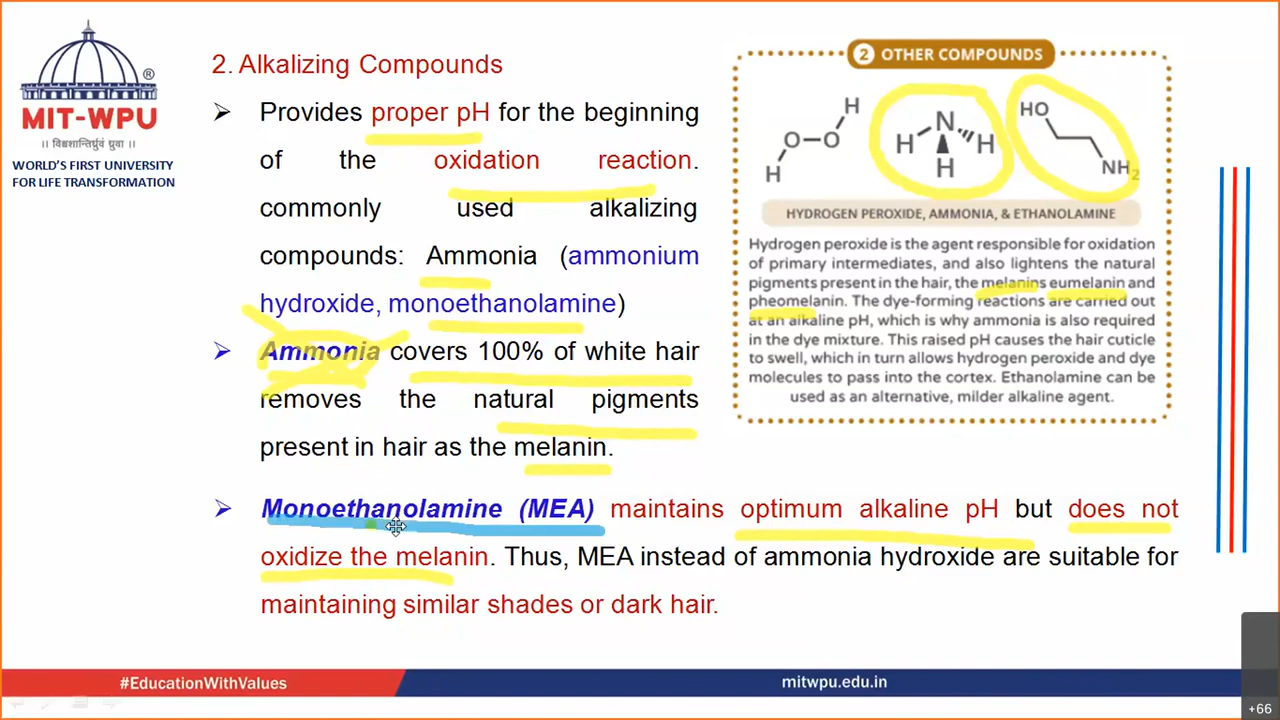 ®
MIT-WPU
॥ विश्वशान्तिर्ध्रुवं ध्रुवा ॥
WORLD'S FIRST UNIVERSITY
FOR LIFE TRANSFORMATION
2. Alkalizing Compounds
Provides proper pH for the beginning
of the oxidation reaction.
commonly used alkalizing
compounds: Ammonia (ammonium
hydroxide, monoethanolamine)
Ammonia covers 100% of white hair
removes the natural pigments
present in hair as the melanin.
Monoethanolamine (MEA) maintains optimum alkaline pH but does not
oxidize the melanin. Thus, MEA instead of ammonia hydroxide are suitable for
maintaining similar shades or dark hair.
2 OTHER COMPOUNDS
H
O–O
H
N
H H
H
HO
NH2
HYDROGEN PEROXIDE, AMMONIA, & ETHANOLAMINE
Hydrogen peroxide is the agent responsible for oxidation
of primary intermediates, and also lightens the natural
pigments present in the hair, the melanins eumelanin and
pheomelanin. The dye-forming reactions are carried out
at an alkaline pH, which is why ammonia is also required
in the dye mixture. This raised pH causes the hair cuticle
to swell, which in turn allows hydrogen peroxide and dye
molecules to pass into the cortex. Ethanolamine can be
used as an alternative, milder alkaline agent.
#EducationWithValues
mitwpu.edu.in
+66